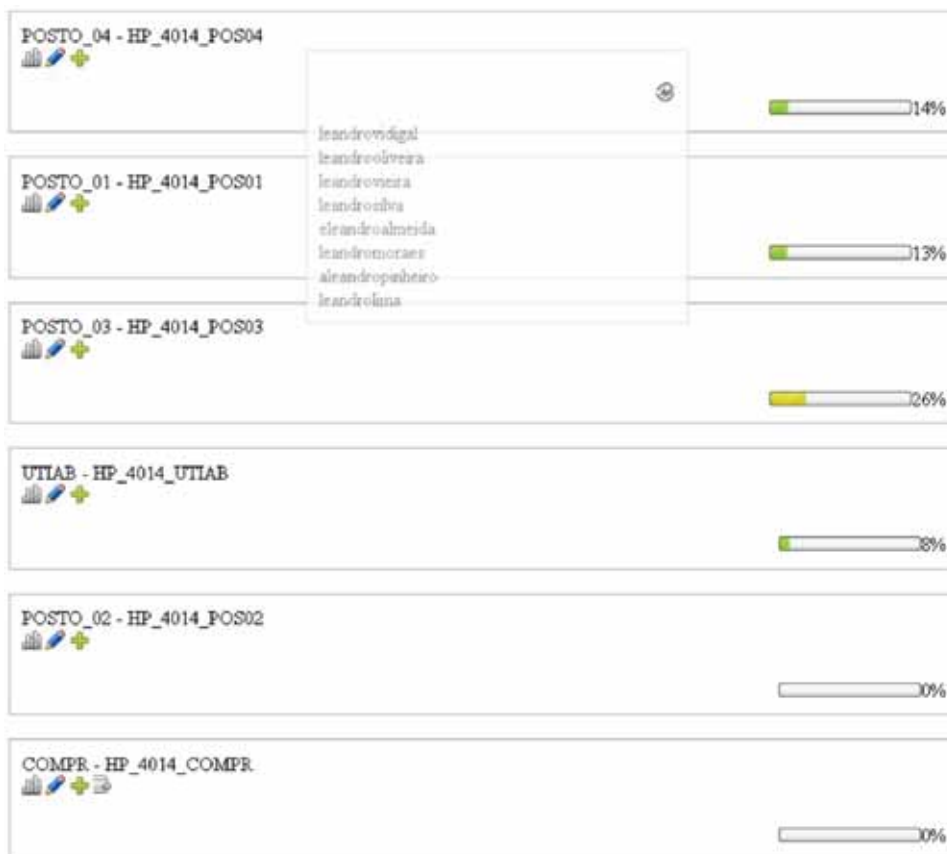 POSTO_04 - HP_4014_POS04
14%
leandrovidigal
leandrooliveira
leandrovieira
leandrosilva
eleandroalmeida
leandromoraes
aleandropinheiro
leandrolima
POSTO_01 - HP_4014_POS01
13%
POSTO_03 - HP_4014_POS03
26%
UTIAB - HP_4014_UTIAB
8%
POSTO_02 - HP_4014_POS02
0%
COMPR - HP_4014_COMPR
0%